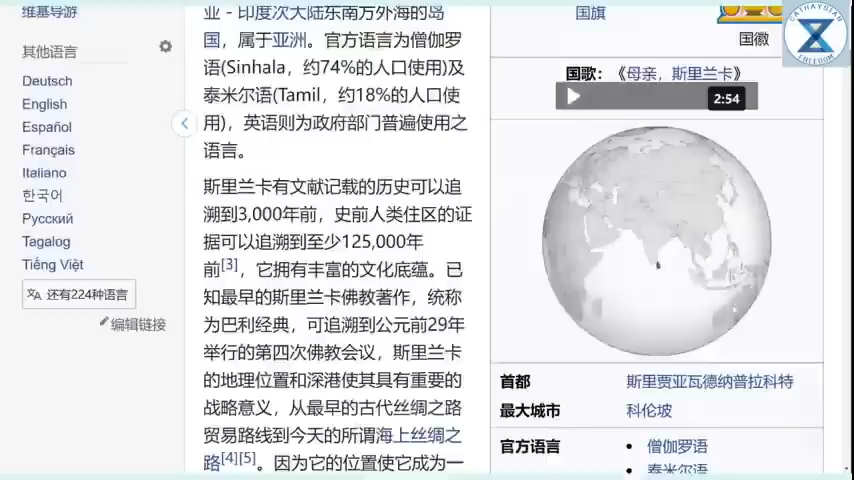 维基导游
其他语言
Deutsch
English
Español
Français
Italiano
한국어
Русский
Tagalog
Tiếng Việt
还有224种语言
编辑链接
业 - 印度次大陆东南方外海的岛
国，属于亚洲。官方语言为僧伽罗
语(Sinhala，约74%的人口使用)及
泰米尔语(Tamil，约18%的人口使
用)，英语则为政府部门普遍使用之
语言。
斯里兰卡有文献记载的历史可以追
溯到3,000年前，史前人类住区的证
据可以追溯到至少125,000年
前[3]，它拥有丰富的文化底蕴。已
知最早的斯里兰卡佛教著作，统称
为巴利经典，可追溯到公元前29年
举行的第四次佛教会议，斯里兰卡
的地理位置和深港使其具有重要的
战略意义，从最早的古代丝绸之路
贸易路线到今天的所谓海上丝绸之
路[4][5]。因为它的位置使它成为一
国旗
国徽
国歌：《母亲，斯里兰卡》
2:54
首都
斯里贾亚瓦德纳普拉科特
最大城市
科伦坡
官方语言
僧伽罗语
泰米尔语
CATHAYSIAN
FREEDOM